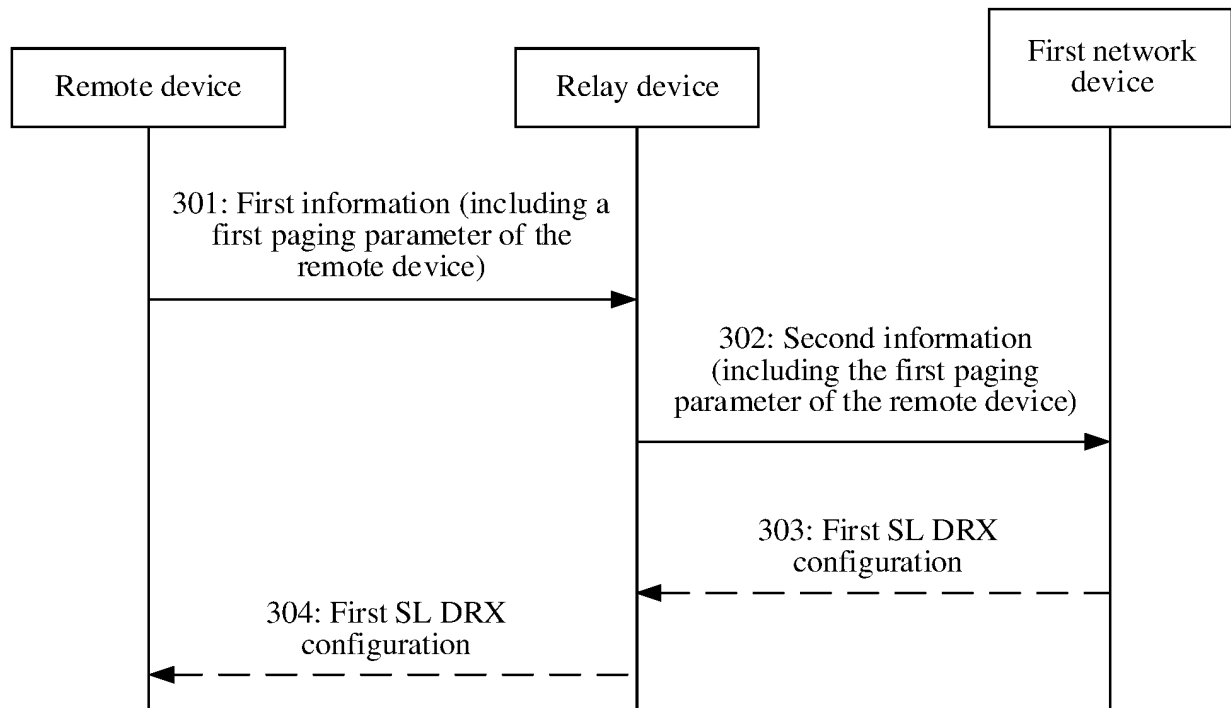 Remote device
Relay device
First network
device
301: First information (including a
first paging parameter of the
remote device)
302: Second information
(including the first paging
parameter of the remote device)
303: First SL DRX
configuration
304: First SL DRX
configuration